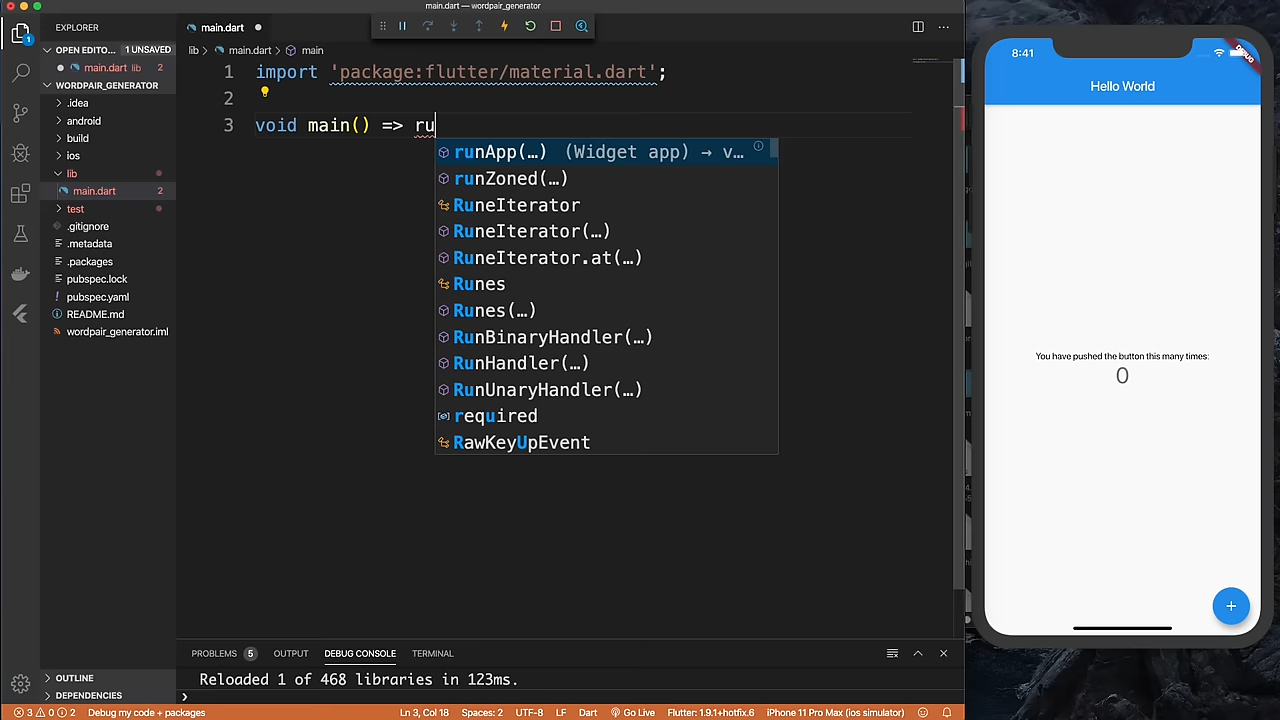 main.dart — wordpair_generator
EXPLORER
OPEN EDITO... 1 UNSAVED
main.dart lib 2
WORDPAIR_GENERATOR
.idea
android
build
ios
lib
main.dart 2
test
.gitignore
.metadata
.packages
pubspec.lock
! pubspec.yaml
README.md
wordpair_generator.iml
OUTLINE
DEPENDENCIES
1
main.dart
lib > main.dart > main
1 import 'package:flutter/material.dart';
2
3 void main() => ru
runApp(…) (Widget app) → v…
runZoned(…)
RuneIterator
RuneIterator(…)
RuneIterator.at(…)
Runes
Runes(…)
RunBinaryHandler(…)
RunHandler(…)
RunUnaryHandler(…)
required
RawKeyUpEvent
PROBLEMS 5 OUTPUT DEBUG CONSOLE TERMINAL
Reloaded 1 of 468 libraries in 123ms.
3 0 2 Debug my code + packages Ln 3, Col 18 Spaces: 2 UTF-8 LF Dart Go Live Flutter: 1.9.1+hotfix.6 iPhone 11 Pro Max (ios simulator)
8:41
DEBUG
Hello World
You have pushed the button this many times:
0
+